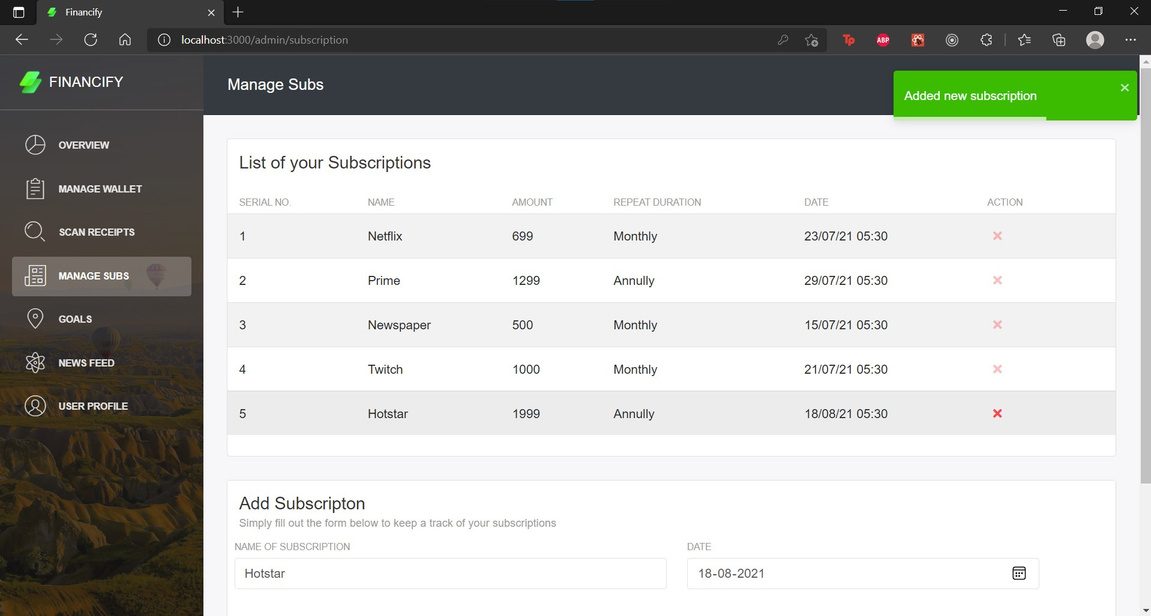 Financify
localhost:3000/admin/subscription
TP
ABP
FINANCIFY
Manage Subs
Added new subscription
OVERVIEW
MANAGE WALLET
SCAN RECEIPTS
MANAGE SUBS
GOALS
NEWS FEED
USER PROFILE
List of your Subscriptions
SERIAL NO. NAME AMOUNT REPEAT DURATION DATE ACTION
1 Netflix 699 Monthly 23/07/21 05:30
2 Prime 1299 Annully 29/07/21 05:30
3 Newspaper 500 Monthly 15/07/21 05:30
4 Twitch 1000 Monthly 21/07/21 05:30
5 Hotstar 1999 Annully 18/08/21 05:30
Add Subscripton
Simply fill out the form below to keep a track of your subscriptions
NAME OF SUBSCRIPTION DATE
Hotstar 18-08-2021